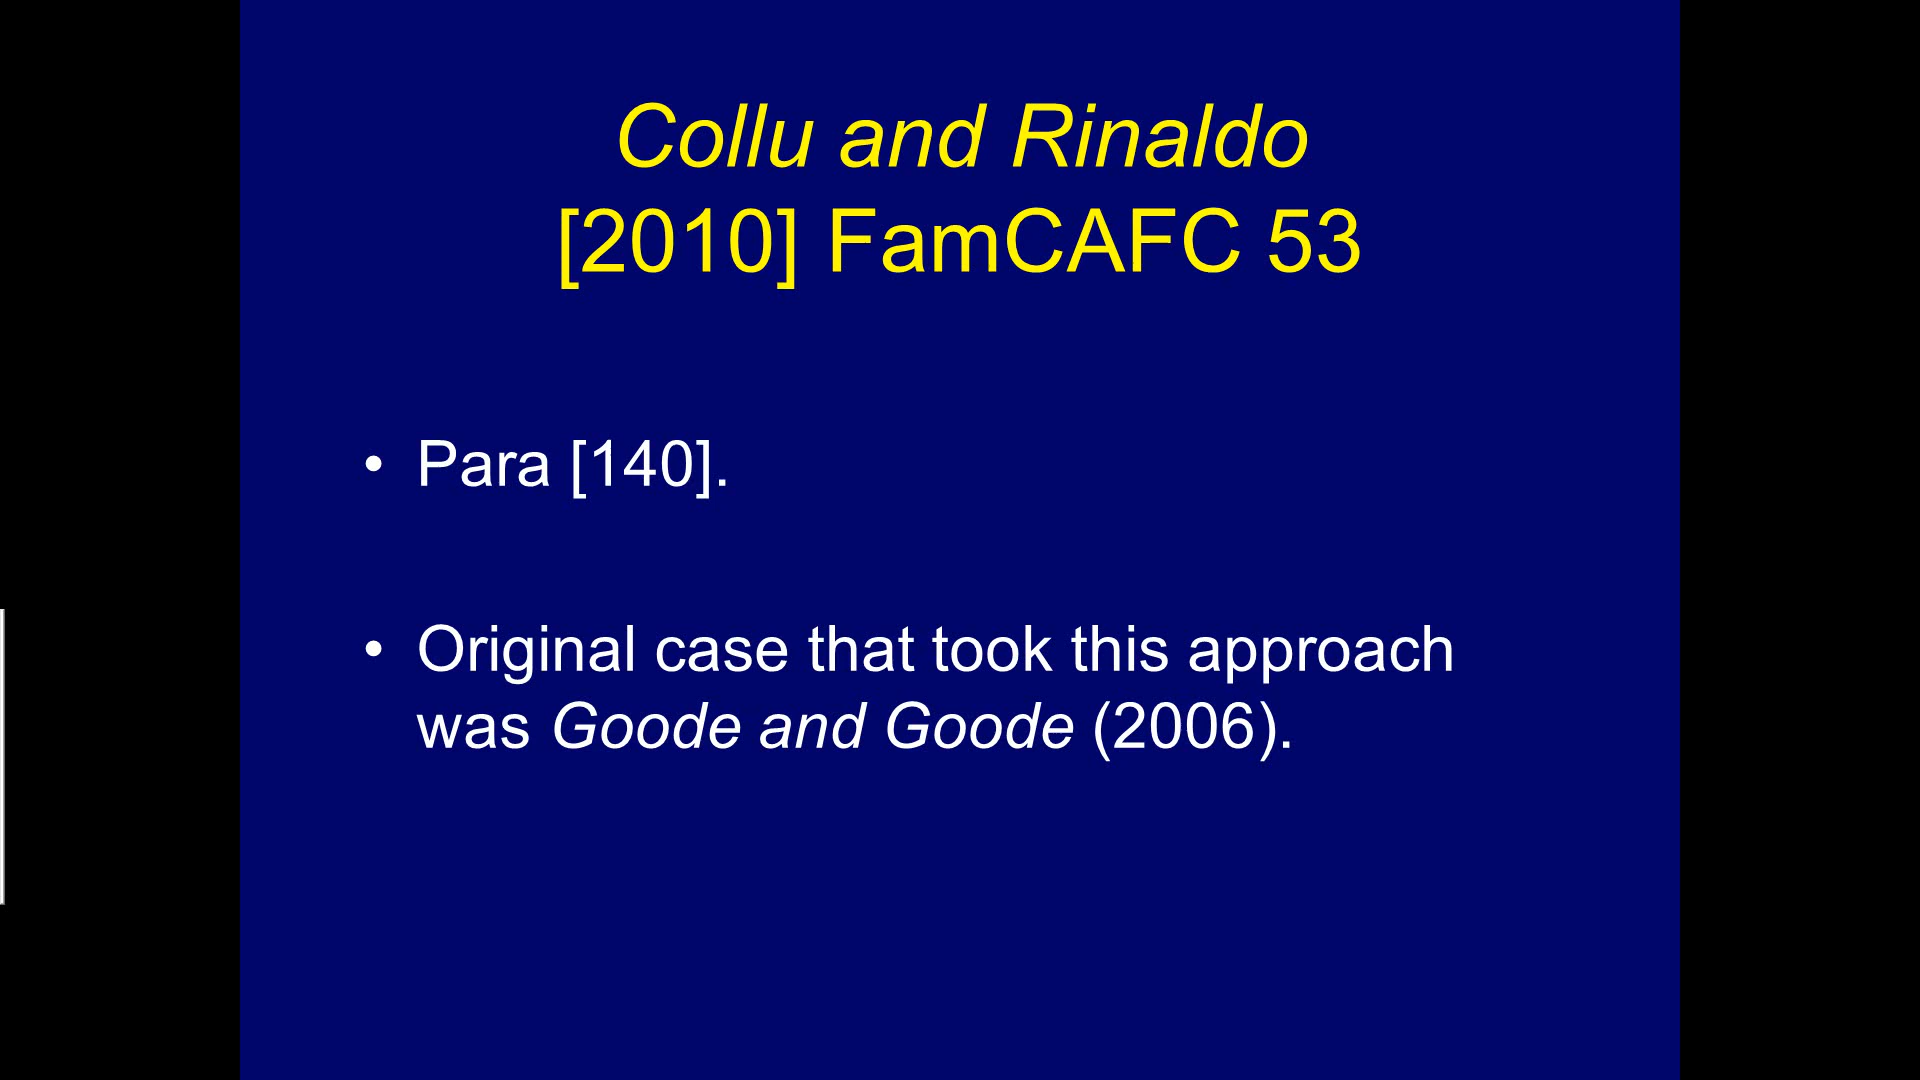 Collu and Rinaldo
[2010] FamCAFC 53
• Para [140].
• Original case that took this approach
was Goode and Goode (2006).